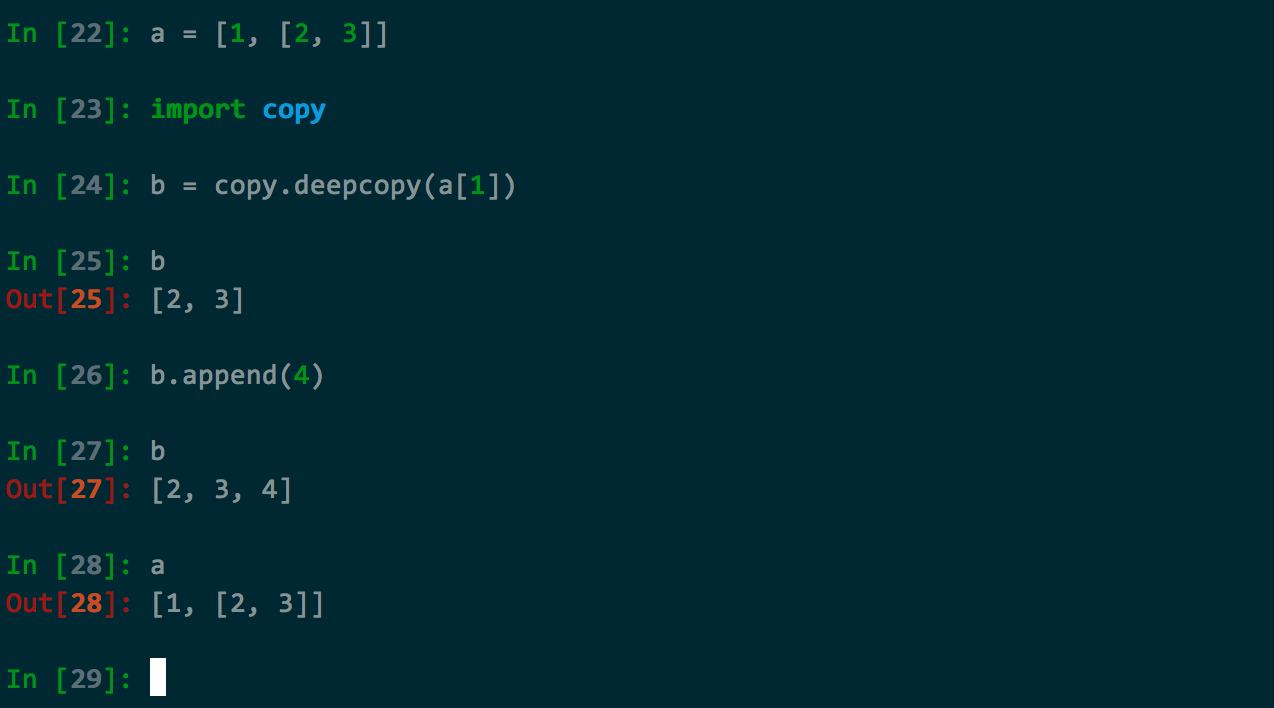 In [22]: a = [1, [2, 3]]
In [23]: import copy
In [24]: b = copy.deepcopy(a[1])
In [25]: b
Out[25]: [2, 3]
In [26]: b.append(4)
In [27]: b
Out[27]: [2, 3, 4]
In [28]: a
Out[28]: [1, [2, 3]]
In [29]: